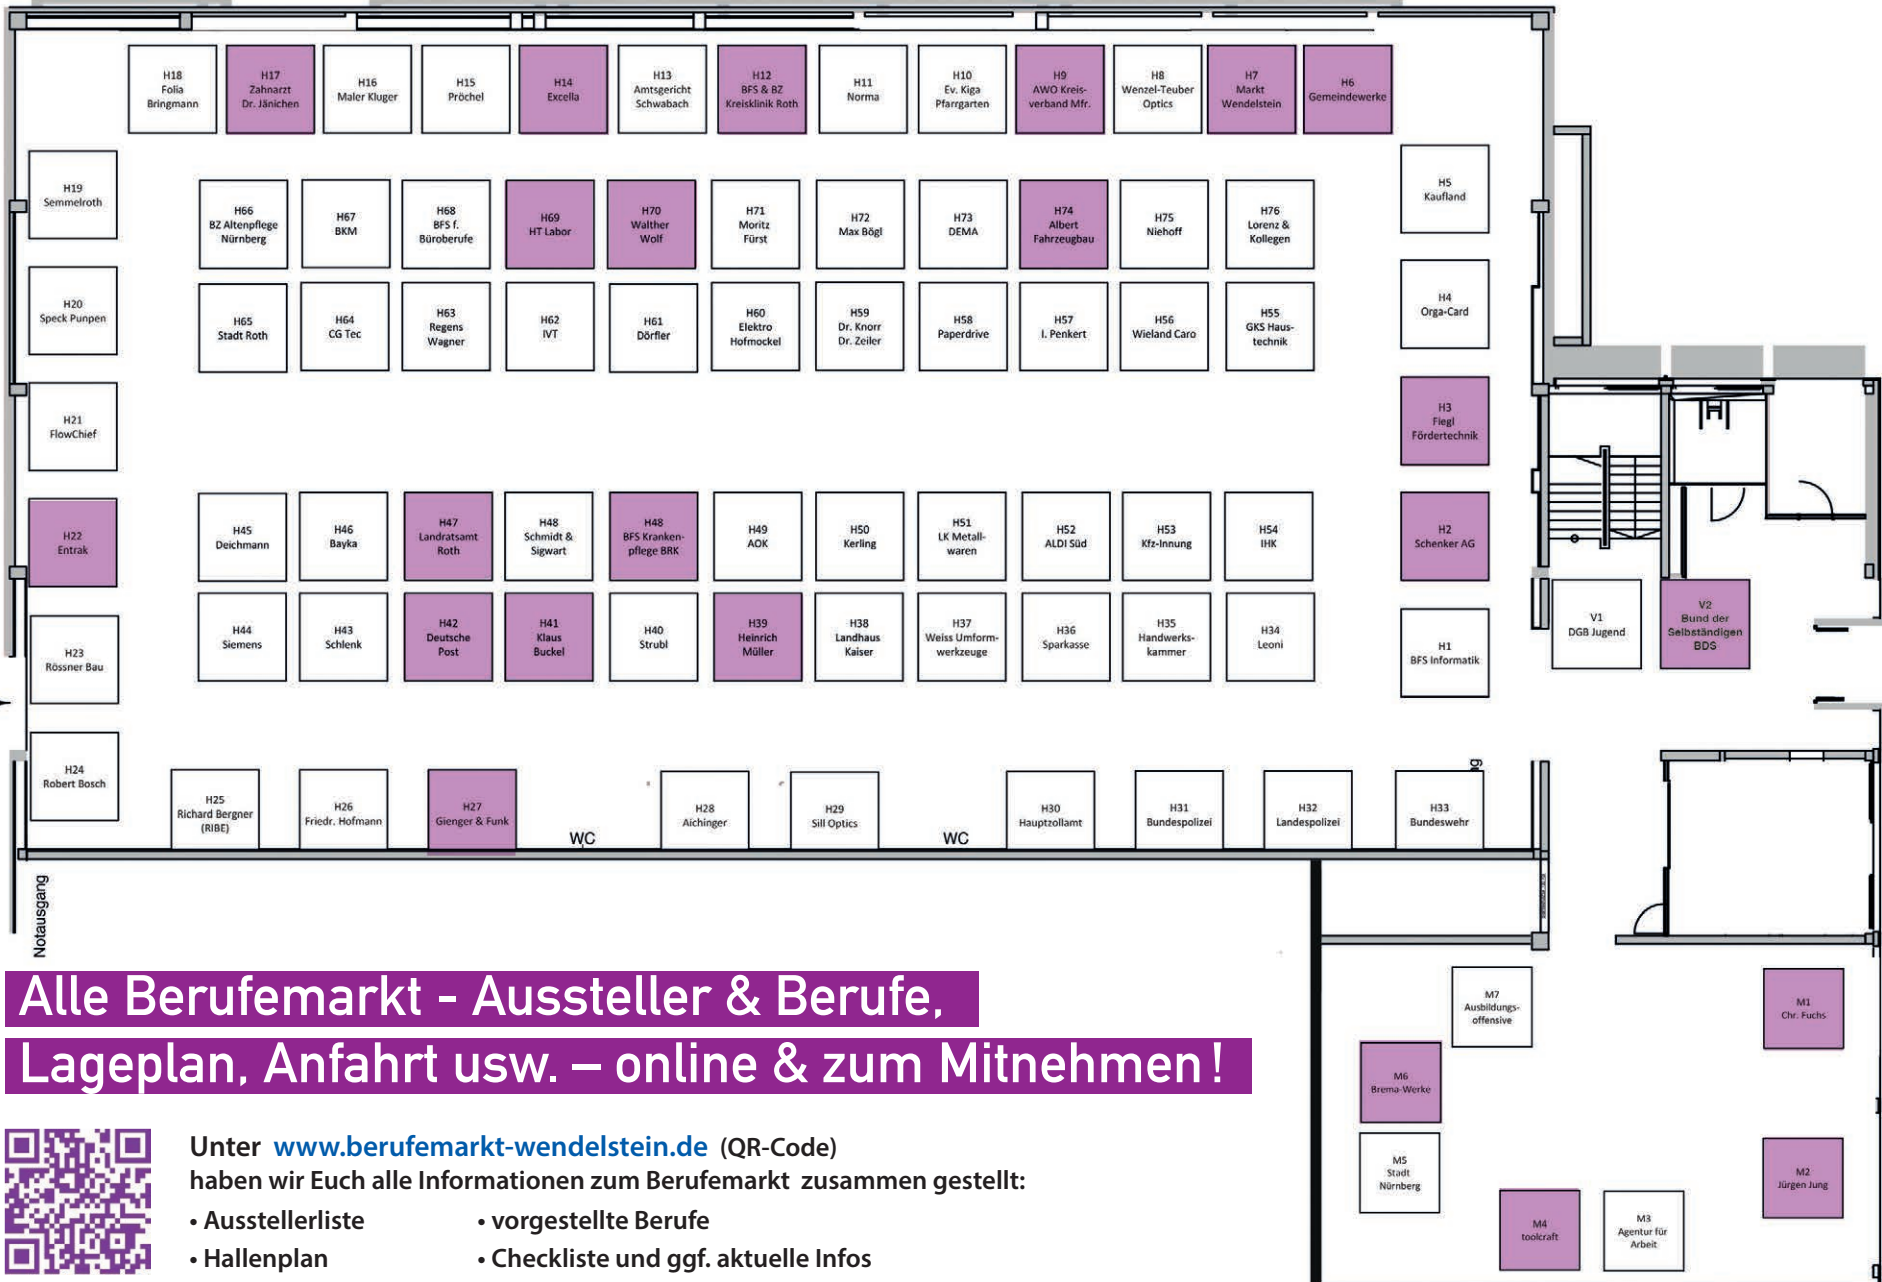 H18
Folia
Bringmann
H17
Zahnarzt
Dr. Jänichen
H16
Maler Kluger
H15
Pröchel
H14
Excella
H13
Amtsgericht
Schwabach
H12
BFS & BZ
Kreisklinik Roth
H11
Norma
H10
Ev. Kiga
Pfarrgarten
H9
AWO Kreis-
verband Mfr.
H8
Wenzel-Teuber
Optics
H7
Markt
Wendelstein
H6
Gemeindewerke
H19
Semmelroth
H66
BZ Altenpflege
Nürnberg
H67
BKM
H68
BFS f.
Büroberufe
H69
HT Labor
H70
Walther
Wolf
H71
Moritz
Fürst
H72
Max Bögl
H73
DEMA
H74
Albert
Fahrzeugbau
H75
Niehoff
H76
Lorenz &
Kollegen
H5
Kaufland
H20
Speck Punpen
H65
Stadt Roth
H64
CG Tec
H63
Regens
Wagner
H62
IVT
H61
Dörfler
H60
Elektro
Hofmockel
H59
Dr. Knorr
Dr. Zeiler
H58
Paperdrive
H57
I. Penkert
H56
Wieland Caro
H55
GKS Haus-
technik
H4
Orga-Card
H21
FlowChief
H3
Fiegl
Fördertechnik
H22
Entrak
H45
Deichmann
H46
Bayka
H47
Landratsamt
Roth
H48
Schmidt &
Sigwart
H48
BFS Kranken-
pflege BRK
H49
AOK
H50
Kerling
H51
LK Metall-
waren
H52
ALDI Süd
H53
Kfz-Innung
H54
IHK
H2
Schenker AG
H23
Rössner Bau
H44
Siemens
H43
Schlenk
H42
Deutsche
Post
H41
Klaus
Buckel
H40
Strubl
H39
Heinrich
Müller
H38
Landhaus
Kaiser
H37
Weiss Umform-
werkzeuge
H36
Sparkasse
H35
Handwerks-
kammer
H34
Leoni
H1
BFS Informatik
V1
DGB Jugend
V2
Bund der
Selbständigen
BDS
H24
Robert Bosch
H25
Richard Bergner
(RIBE)
H26
Friedr. Hofmann
H27
Gienger & Funk
WC
H28
Aichinger
H29
Sill Optics
WC
H30
Hauptzollamt
H31
Bundespolizei
H32
Landespolizei
H33
Bundeswehr
Notausgang
M7
Ausbildungs-
offensive
M1
Chr. Fuchs
M6
Brema-Werke
M5
Stadt
Nürnberg
M2
Jürgen Jung
M4
toolcraft
M3
Agentur für
Arbeit
Alle Berufemarkt - Aussteller & Berufe,
Lageplan, Anfahrt usw. – online & zum Mitnehmen!
Unter www.berufemarkt-wendelstein.de (QR-Code)
haben wir Euch alle Informationen zum Berufemarkt zusammen gestellt:
• Ausstellerliste
• vorgestellte Berufe
• Hallenplan
• Checkliste und ggf. aktuelle Infos